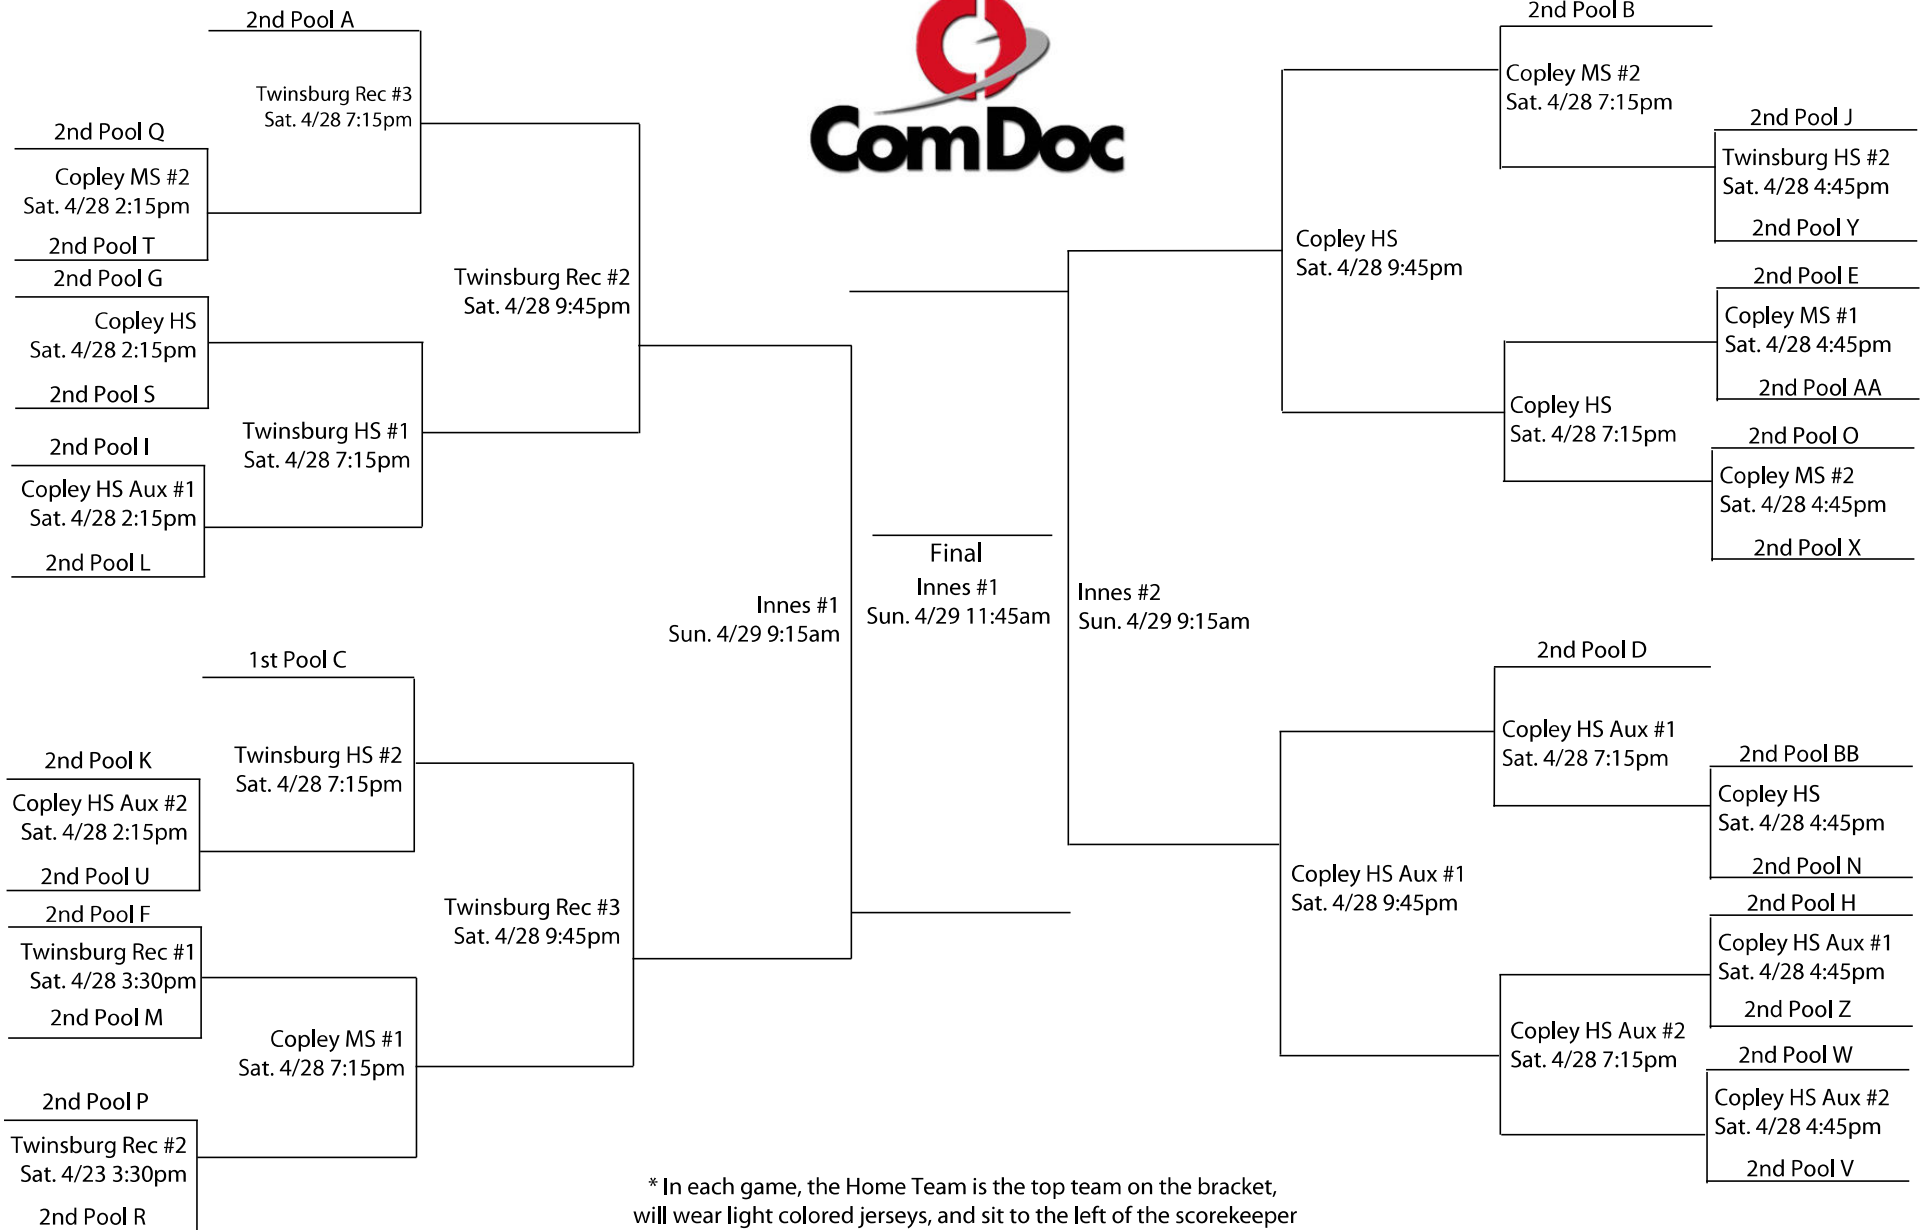 2nd Pool A
Twinsburg Rec #3
Sat. 4/28 7:15pm
2nd Pool Q
Copley MS #2
Sat. 4/28 2:15pm
2nd Pool T
2nd Pool G
Copley HS
Sat. 4/28 2:15pm
2nd Pool S
2nd Pool I
Copley HS Aux #1
Sat. 4/28 2:15pm
2nd Pool L
Twinsburg HS #1
Sat. 4/28 7:15pm
Twinsburg Rec #2
Sat. 4/28 9:45pm
1st Pool C
Twinsburg HS #2
Sat. 4/28 7:15pm
2nd Pool K
Copley HS Aux #2
Sat. 4/28 2:15pm
2nd Pool U
2nd Pool F
Twinsburg Rec #1
Sat. 4/28 3:30pm
2nd Pool M
2nd Pool P
Twinsburg Rec #2
Sat. 4/23 3:30pm
2nd Pool R
Copley MS #1
Sat. 4/28 7:15pm
Twinsburg Rec #3
Sat. 4/28 9:45pm
Innes #1
Sun. 4/29 9:15am
ComDoc
Final
Innes #1
Sun. 4/29 11:45am
Innes #2
Sun. 4/29 9:15am
2nd Pool B
Copley MS #2
Sat. 4/28 7:15pm
2nd Pool J
Twinsburg HS #2
Sat. 4/28 4:45pm
2nd Pool Y
Copley HS
Sat. 4/28 9:45pm
2nd Pool E
Copley MS #1
Sat. 4/28 4:45pm
2nd Pool AA
Copley HS
Sat. 4/28 7:15pm
2nd Pool O
Copley MS #2
Sat. 4/28 4:45pm
2nd Pool X
2nd Pool D
Copley HS Aux #1
Sat. 4/28 7:15pm
2nd Pool BB
Copley HS
Sat. 4/28 4:45pm
2nd Pool N
Copley HS Aux #1
Sat. 4/28 9:45pm
2nd Pool H
Copley HS Aux #1
Sat. 4/28 4:45pm
2nd Pool Z
Copley HS Aux #2
Sat. 4/28 7:15pm
2nd Pool W
Copley HS Aux #2
Sat. 4/28 4:45pm
2nd Pool V
* In each game, the Home Team is the top team on the bracket,
will wear light colored jerseys, and sit to the left of the scorekeeper